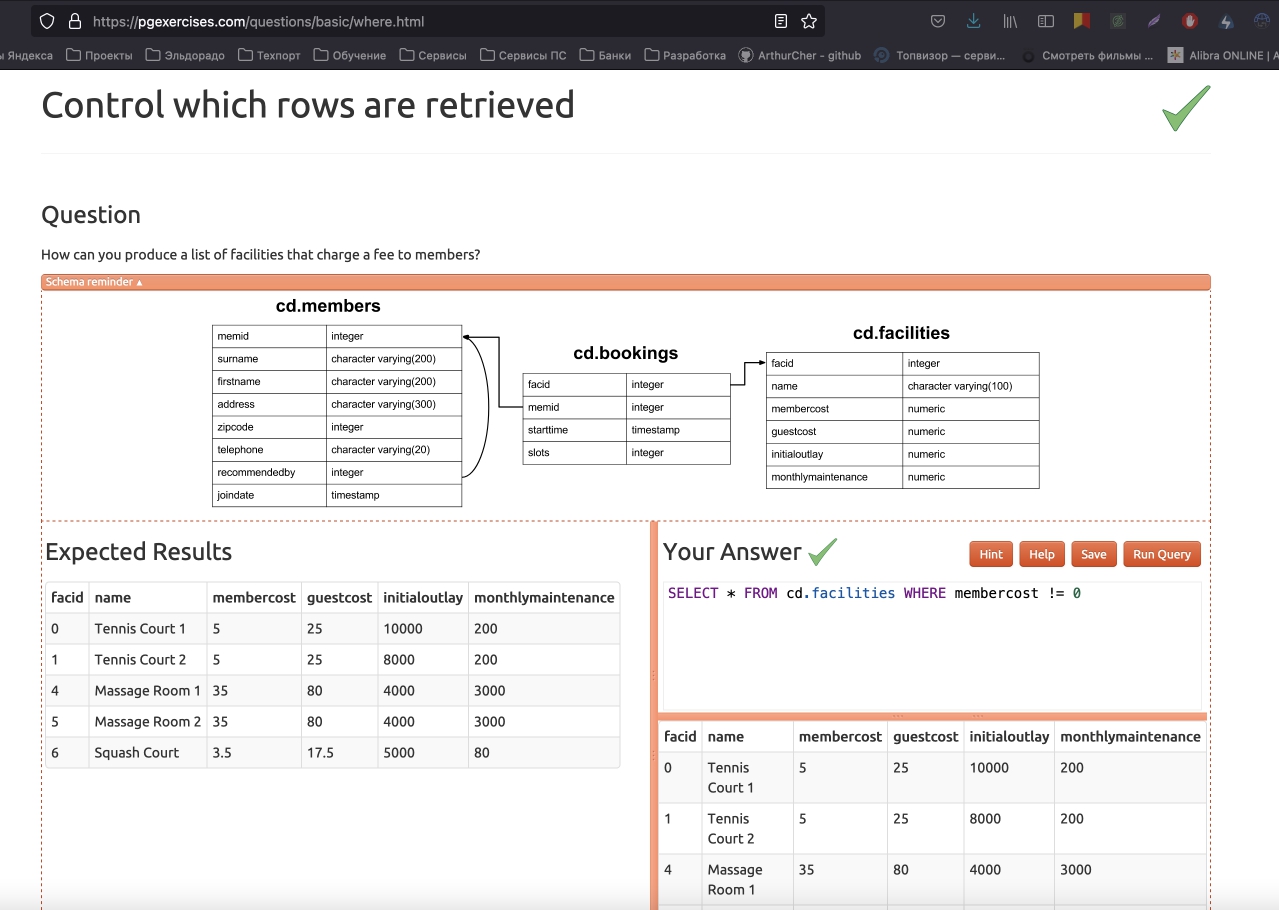 https://pgexercises.com/questions/basic/where.html
ы Яндекса Проекты Эльдорадо Техпорт Обучение Сервисы Сервисы ПС Банки Разработка ArthurCher - github Топвизор — серви... Смотреть фильмы ... Alibra ONLINE | A
Control which rows are retrieved
Question
How can you produce a list of facilities that charge a fee to members?
Schema reminder ▲
cd.members
memid integer
surname character varying(200)
firstname character varying(200)
address character varying(300)
zipcode integer
telephone character varying(20)
recommendedby integer
joindate timestamp
cd.bookings
facid integer
memid integer
starttime timestamp
slots integer
cd.facilities
facid integer
name character varying(100)
membercost numeric
guestcost numeric
initialoutlay numeric
monthlymaintenance numeric
Expected Results
facid name membercost guestcost initialoutlay monthlymaintenance
0 Tennis Court 1 5 25 10000 200
1 Tennis Court 2 5 25 8000 200
4 Massage Room 1 35 80 4000 3000
5 Massage Room 2 35 80 4000 3000
6 Squash Court 3.5 17.5 5000 80
Your Answer
Hint Help Save Run Query
SELECT * FROM cd.facilities WHERE membercost != 0
facid name membercost guestcost initialoutlay monthlymaintenance
0 Tennis 5 25 10000 200
Court 1
1 Tennis 5 25 8000 200
Court 2
4 Massage 35 80 4000 3000
Room 1